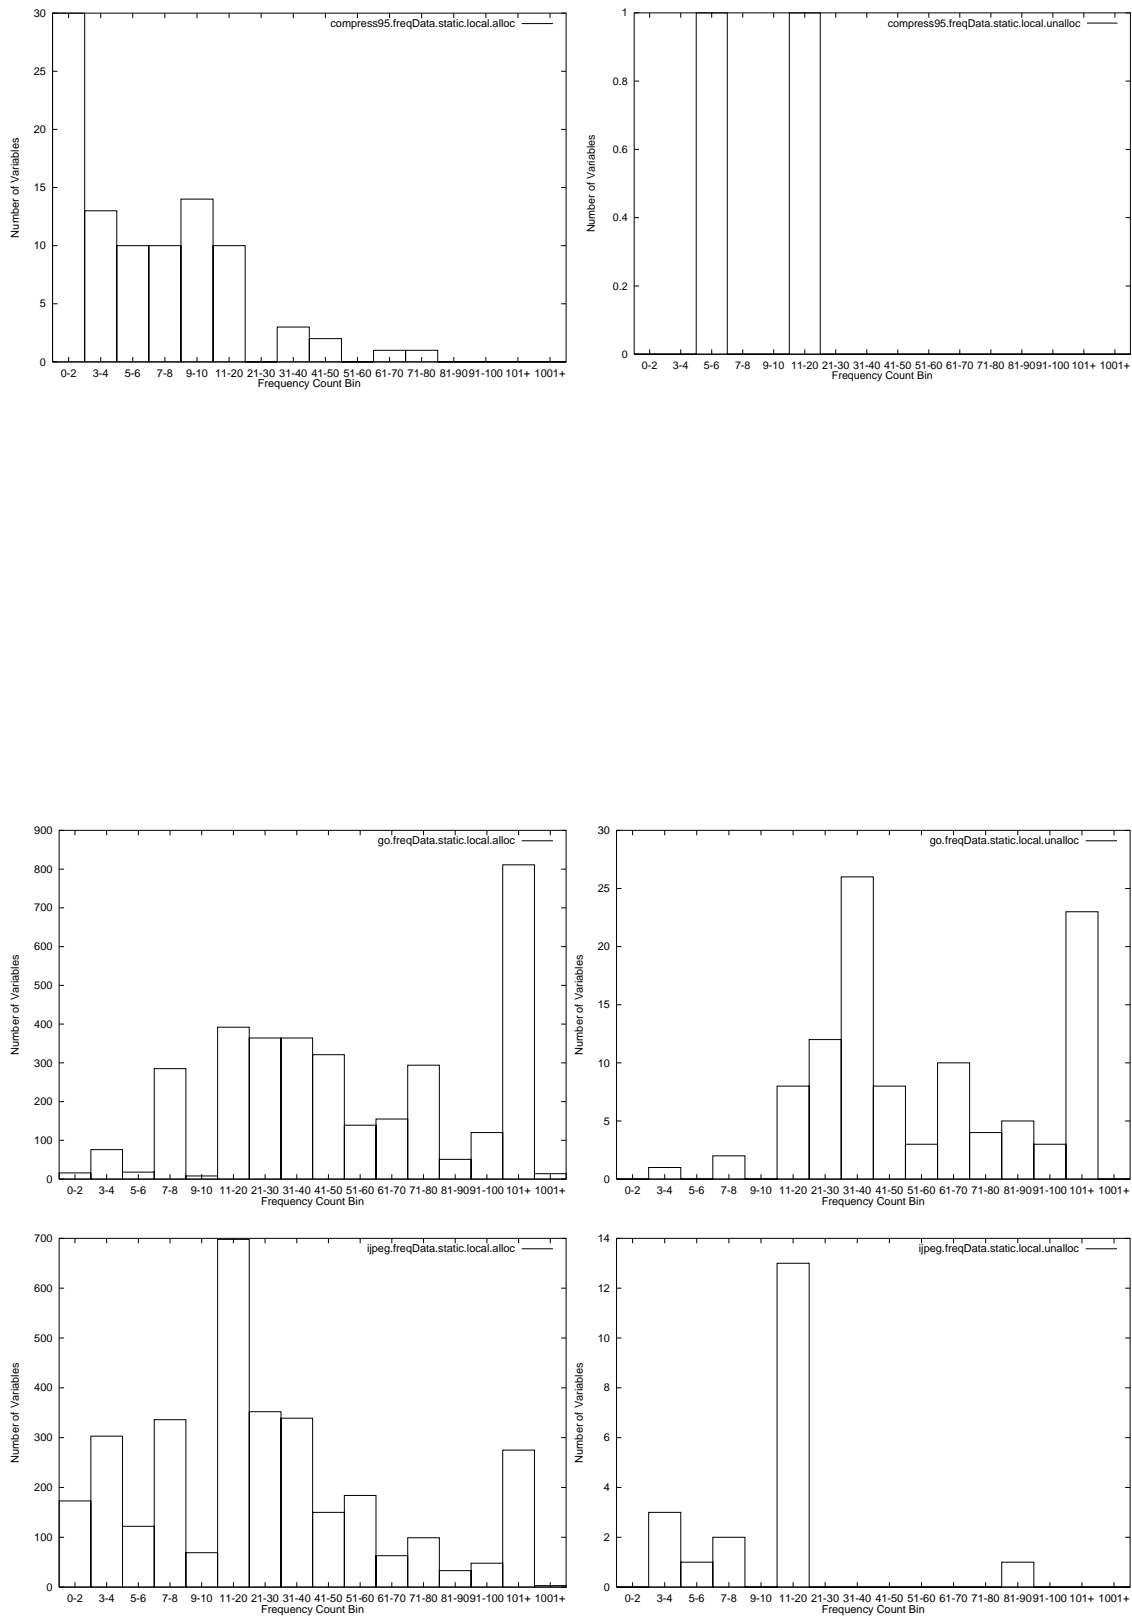 compress95.freqData.static.local.alloc
30
25
20
15
10
5
0
Number of Variables
0-2 3-4 5-6 7-8 9-10 11-20 21-30 31-40 41-50 51-60 61-70 71-80 81-90 91-100 101+ 1001+
Frequency Count Bin
compress95.freqData.static.local.unalloc
1
0.8
0.6
0.4
0.2
0
Number of Variables
0-2 3-4 5-6 7-8 9-10 11-20 21-30 31-40 41-50 51-60 61-70 71-80 81-90 91-100 101+ 1001+
Frequency Count Bin
go.freqData.static.local.alloc
900
800
700
600
500
400
300
200
100
0
Number of Variables
0-2 3-4 5-6 7-8 9-10 11-20 21-30 31-40 41-50 51-60 61-70 71-80 81-90 91-100 101+ 1001+
Frequency Count Bin
go.freqData.static.local.unalloc
30
25
20
15
10
5
0
Number of Variables
0-2 3-4 5-6 7-8 9-10 11-20 21-30 31-40 41-50 51-60 61-70 71-80 81-90 91-100 101+ 1001+
Frequency Count Bin
ijpeg.freqData.static.local.alloc
700
600
500
400
300
200
100
0
Number of Variables
0-2 3-4 5-6 7-8 9-10 11-20 21-30 31-40 41-50 51-60 61-70 71-80 81-90 91-100 101+ 1001+
Frequency Count Bin
ijpeg.freqData.static.local.unalloc
14
12
10
8
6
4
2
0
Number of Variables
0-2 3-4 5-6 7-8 9-10 11-20 21-30 31-40 41-50 51-60 61-70 71-80 81-90 91-100 101+ 1001+
Frequency Count Bin